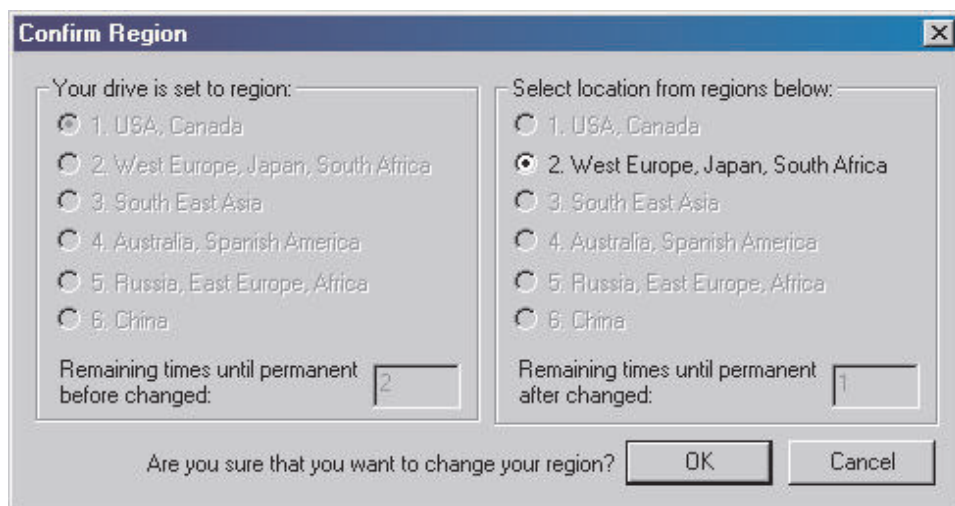 Confirm Region
Your drive is set to region:
1. USA, Canada
2. West Europe, Japan, South Africa
3. South East Asia
4. Australia, Spanish America
5. Russia, East Europe, Africa
6. China
Remaining times until permanent
before changed:
2
Select location from regions below:
1. USA, Canada
2. West Europe, Japan, South Africa
3. South East Asia
4. Australia, Spanish America
5. Russia, East Europe, Africa
6. China
Remaining times until permanent
after changed:
1
Are you sure that you want to change your region?
OK
Cancel